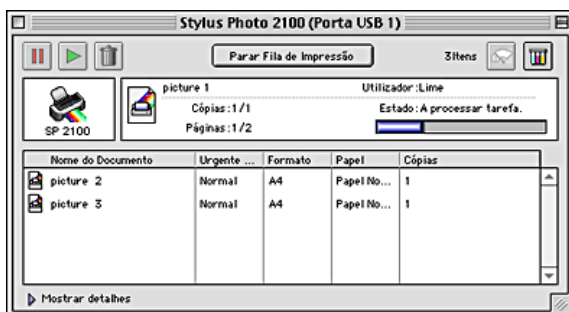 Stylus Photo 2100 (Porta USB 1)
Parar Fila de Impressão
3Itens
SP 2100
picture 1
Utilizador :Lime
Cópias :1/1
Estado :A processar tarefa.
Páginas :1/2
Nome do Documento Urgente ... Formato Papel Cópias
picture 2 Normal A4 Papel No... 1
picture 3 Normal A4 Papel No... 1
Mostrar detalhes